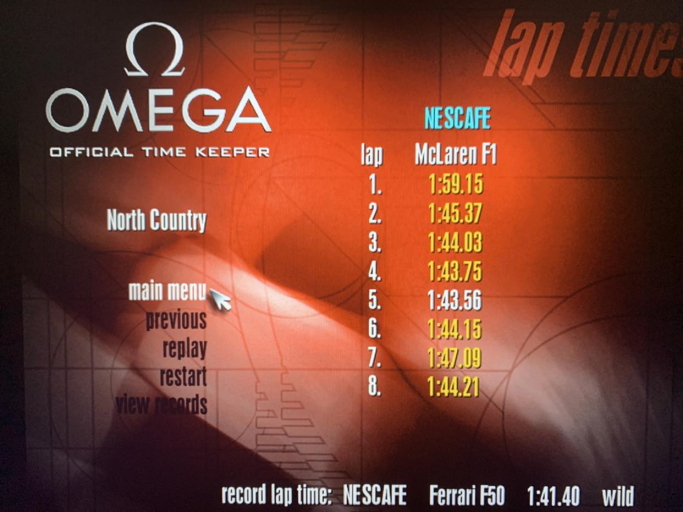 lap times
Ω
OMEGA
OFFICIAL TIME KEEPER
NESCAFE
lap McLaren F1
1. 1:59.15
2. 1:45.37
3. 1:44.03
4. 1:43.75
5. 1:43.56
6. 1:44.15
7. 1:47.09
8. 1:44.21
North Country
main menu
previous
replay
restart
view records
record lap time: NESCAFE Ferrari F50 1:41.40 wild